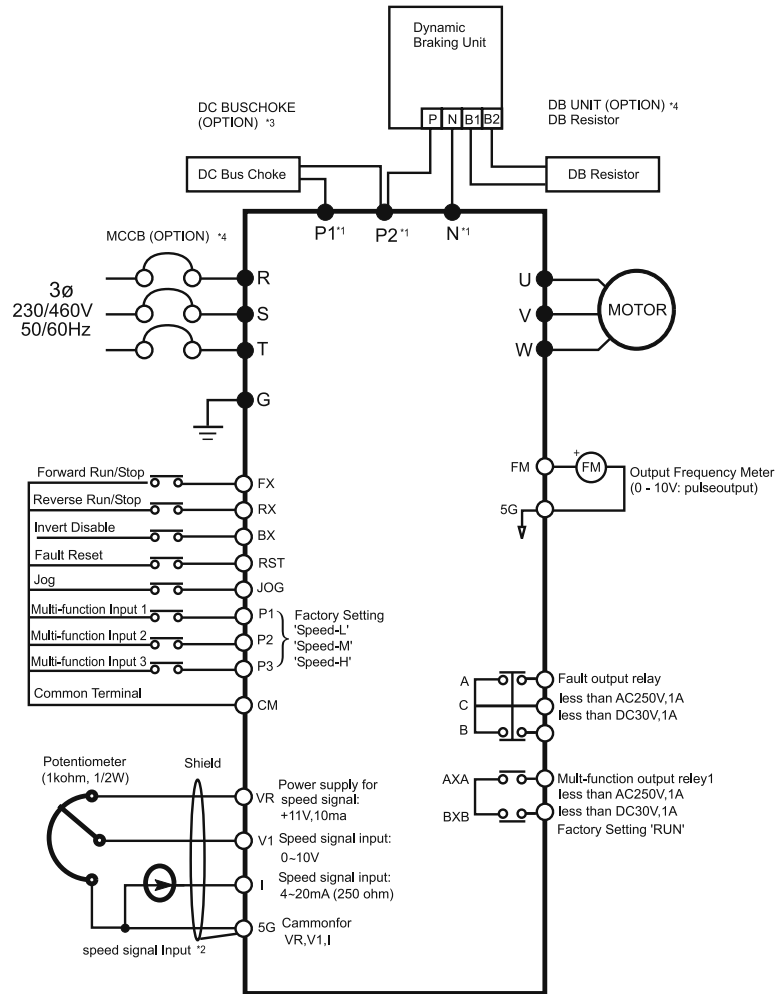 Dynamic
Braking Unit
P N B1 B2
DC BUSCHOKE
(OPTION) *3
DB UNIT (OPTION) *4
DB Resistor
DC Bus Choke
DB Resistor
P1*1 P2*1 N*1
MCCB (OPTION) *4
3ø
230/460V
50/60Hz
R
S
T
G
U
V
W
MOTOR
Forward Run/Stop
FX
Reverse Run/Stop
RX
Invert Disable
BX
Fault Reset
RST
Jog
JOG
Multi-function Input 1
P1
Multi-function Input 2
P2
Multi-function Input 3
P3
Factory Setting
'Speed-L'
'Speed-M'
'Speed-H'
Common Terminal
CM
FM
+
FM
5G
Output Frequency Meter
(0 - 10V: pulseoutput)
A
C
B
Fault output relay
less than AC250V,1A
less than DC30V,1A
AXA
BXB
Mult-function output reley1
less than AC250V,1A
less than DC30V,1A
Factory Setting 'RUN'
Potentiometer
(1kohm, 1/2W)
Shield
VR
Power supply for
speed signal:
+11V,10ma
V1
Speed signal input:
0~10V
I
Speed signal input:
4~20mA (250 ohm)
5G
Cammonfor
VR,V1,I
speed signal Input *2